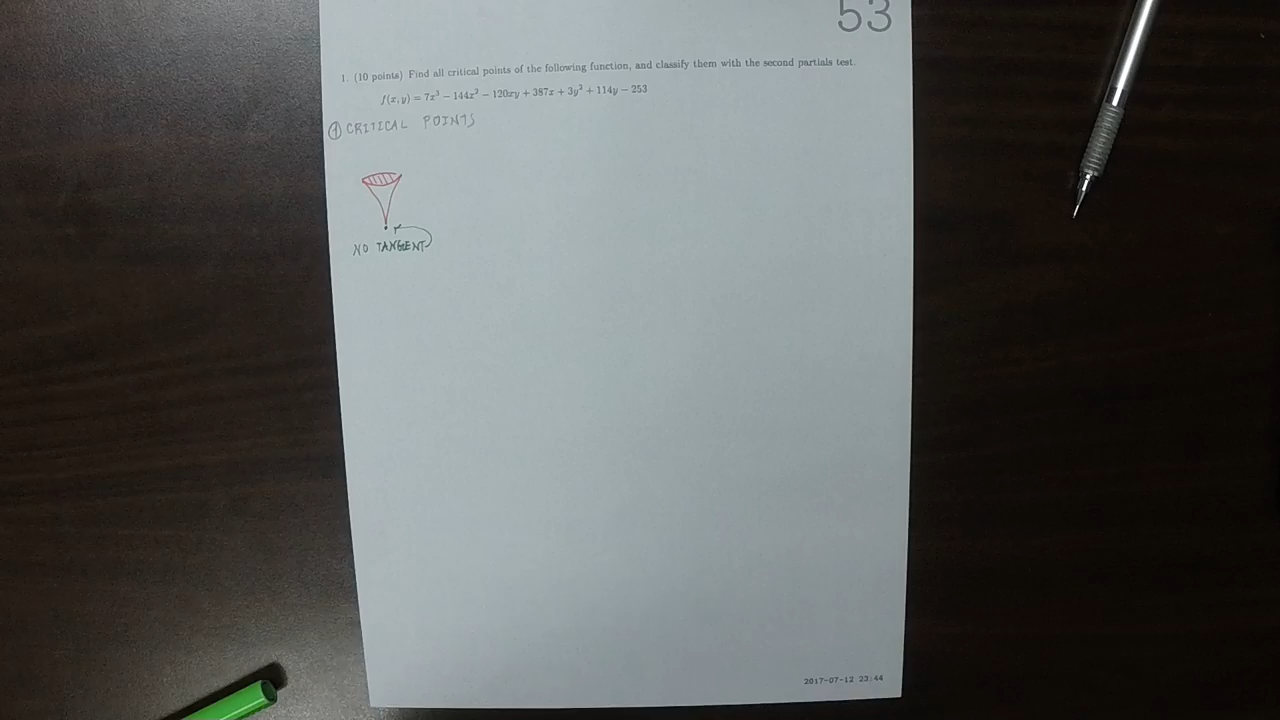 53
1. (10 points) Find all critical points of the following function, and classify them with the second partials test.
f(x, y) = 7x³ − 144x² − 120xy + 387x + 3y² + 114y − 253
① CRITICAL POINTS
NO TANGENT
2017-07-12 23:44